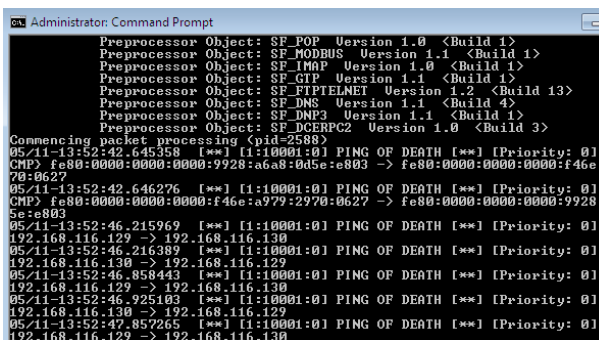 Administrator: Command Prompt
Preprocessor Object: SF_POP  Version 1.0  <Build 1>
Preprocessor Object: SF_MODBUS  Version 1.1  <Build 1>
Preprocessor Object: SF_IMAP  Version 1.0  <Build 1>
Preprocessor Object: SF_GTP  Version 1.1  <Build 1>
Preprocessor Object: SF_FTPTELNET  Version 1.2  <Build 13>
Preprocessor Object: SF_DNS  Version 1.1  <Build 4>
Preprocessor Object: SF_DNP3  Version 1.1  <Build 1>
Preprocessor Object: SF_DCERPC2  Version 1.0  <Build 3>
Commencing packet processing (pid=2588)
05/11-13:52:42.645358  [**] [1:10001:0] PING OF DEATH [**] [Priority: 0]
CMP> fe80:0000:0000:0000:9928:a6a8:0d5e:e803 -> fe80:0000:0000:0000:f46e
70:0627
05/11-13:52:42.646276  [**] [1:10001:0] PING OF DEATH [**] [Priority: 0]
CMP> fe80:0000:0000:0000:f46e:a979:2970:0627 -> fe80:0000:0000:0000:9928
5e:e803
05/11-13:52:46.215969  [**] [1:10001:0] PING OF DEATH [**] [Priority: 0]
192.168.116.129 -> 192.168.116.130
05/11-13:52:46.216389  [**] [1:10001:0] PING OF DEATH [**] [Priority: 0]
192.168.116.130 -> 192.168.116.129
05/11-13:52:46.858443  [**] [1:10001:0] PING OF DEATH [**] [Priority: 0]
192.168.116.129 -> 192.168.116.130
05/11-13:52:46.925103  [**] [1:10001:0] PING OF DEATH [**] [Priority: 0]
192.168.116.130 -> 192.168.116.129
05/11-13:52:47.857265  [**] [1:10001:0] PING OF DEATH [**] [Priority: 0]
192.168.116.129 -> 192.168.116.130